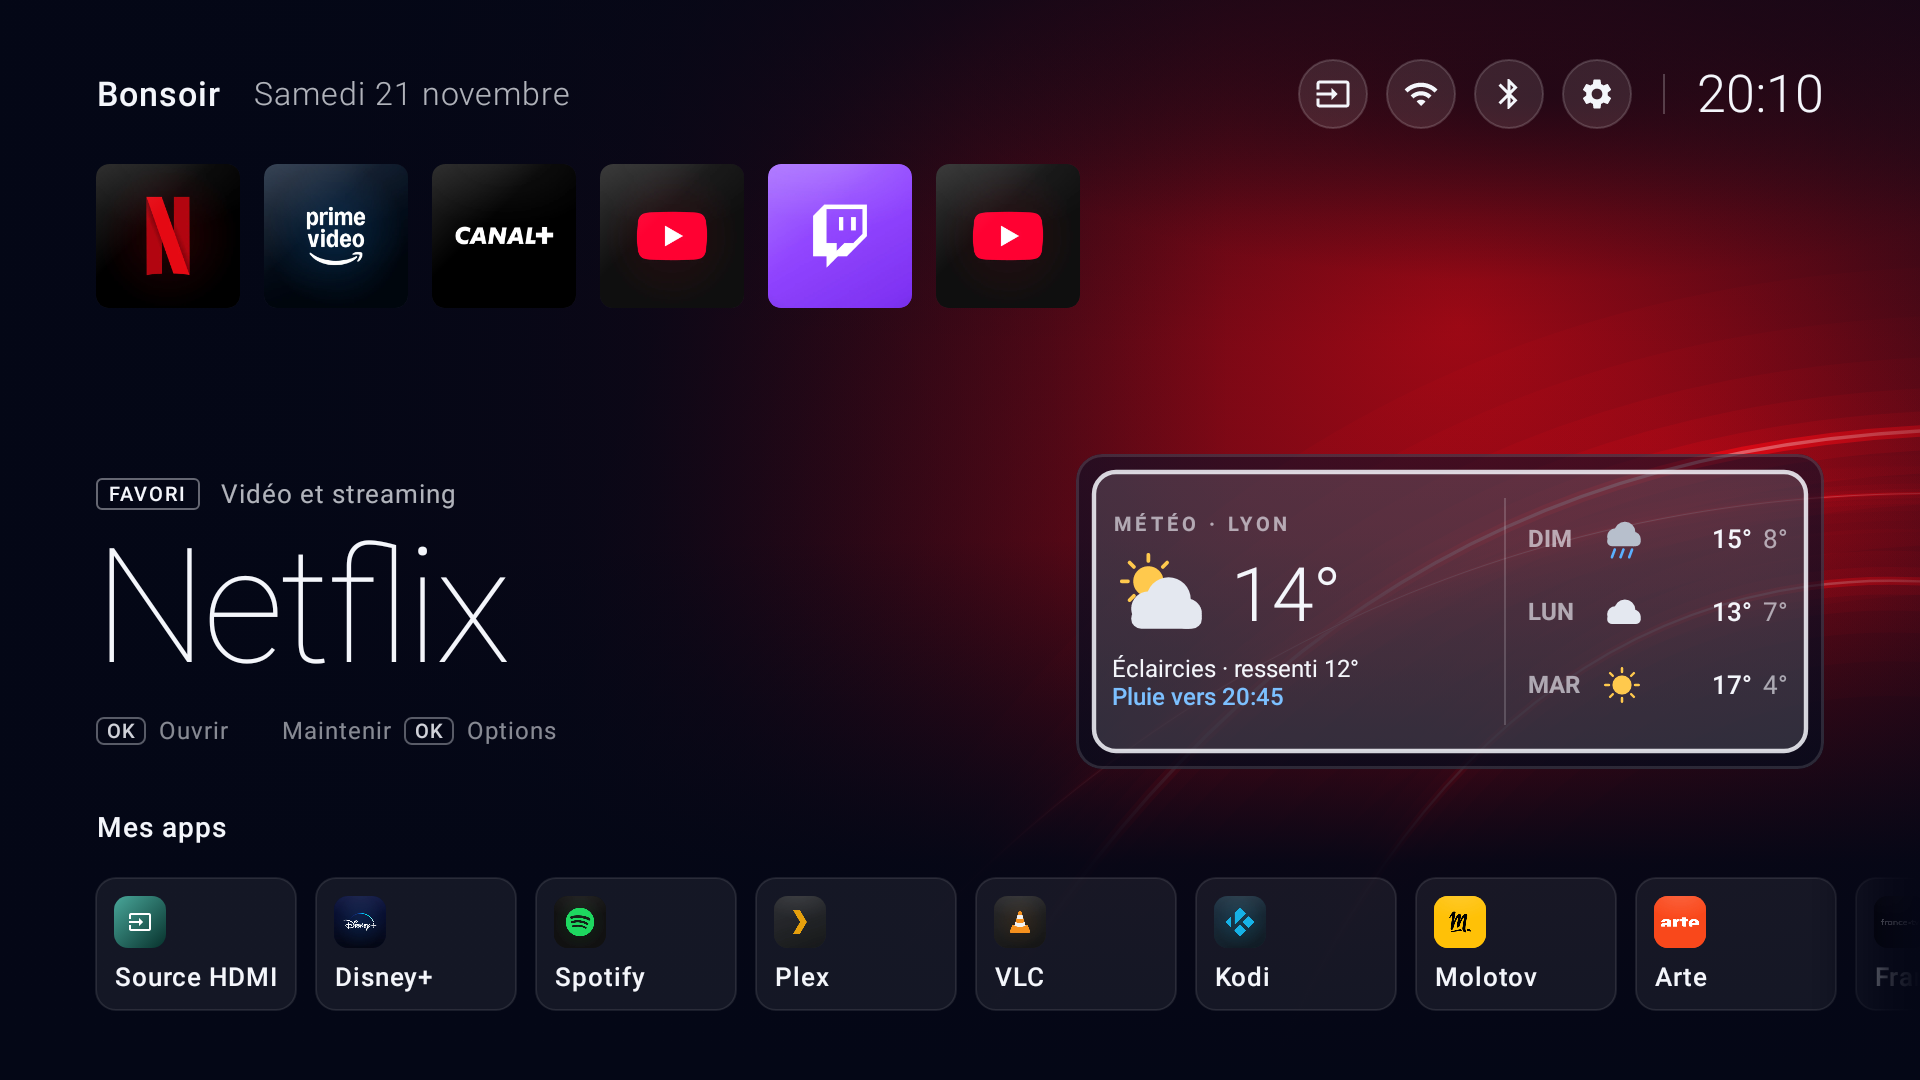 Bonsoir Samedi 21 novembre
20:10
prime video
CANAL+
FAVORI Vidéo et streaming
Netflix
OK Ouvrir Maintenir OK Options
MÉTÉO · LYON
14°
Éclaircies · ressenti 12°
Pluie vers 20:45
DIM 15° 8°
LUN 13° 7°
MAR 17° 4°
Mes apps
Disney+
arte
Source HDMI
Disney+
Spotify
Plex
VLC
Kodi
Molotov
Arte